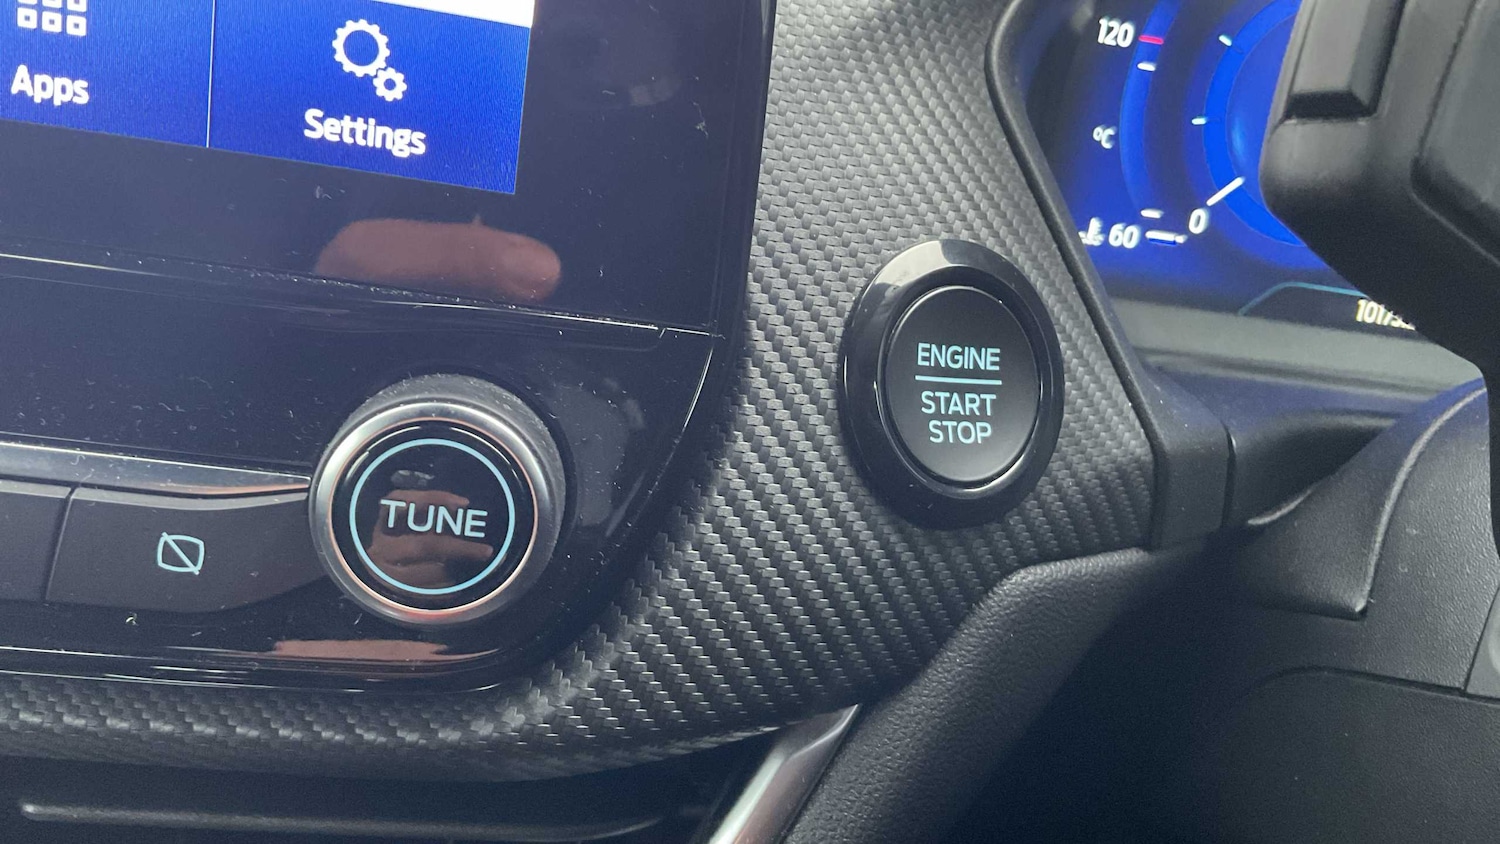 Apps
Settings
120
°C
60
0
ENGINE
START
STOP
TUNE